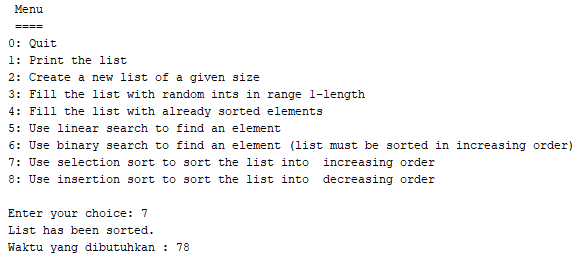 Menu
====
0: Quit
1: Print the list
2: Create a new list of a given size
3: Fill the list with random ints in range 1-length
4: Fill the list with already sorted elements
5: Use linear search to find an element
6: Use binary search to find an element (list must be sorted in increasing order)
7: Use selection sort to sort the list into  increasing order
8: Use insertion sort to sort the list into  decreasing order
Enter your choice: 7
List has been sorted.
Waktu yang dibutuhkan : 78